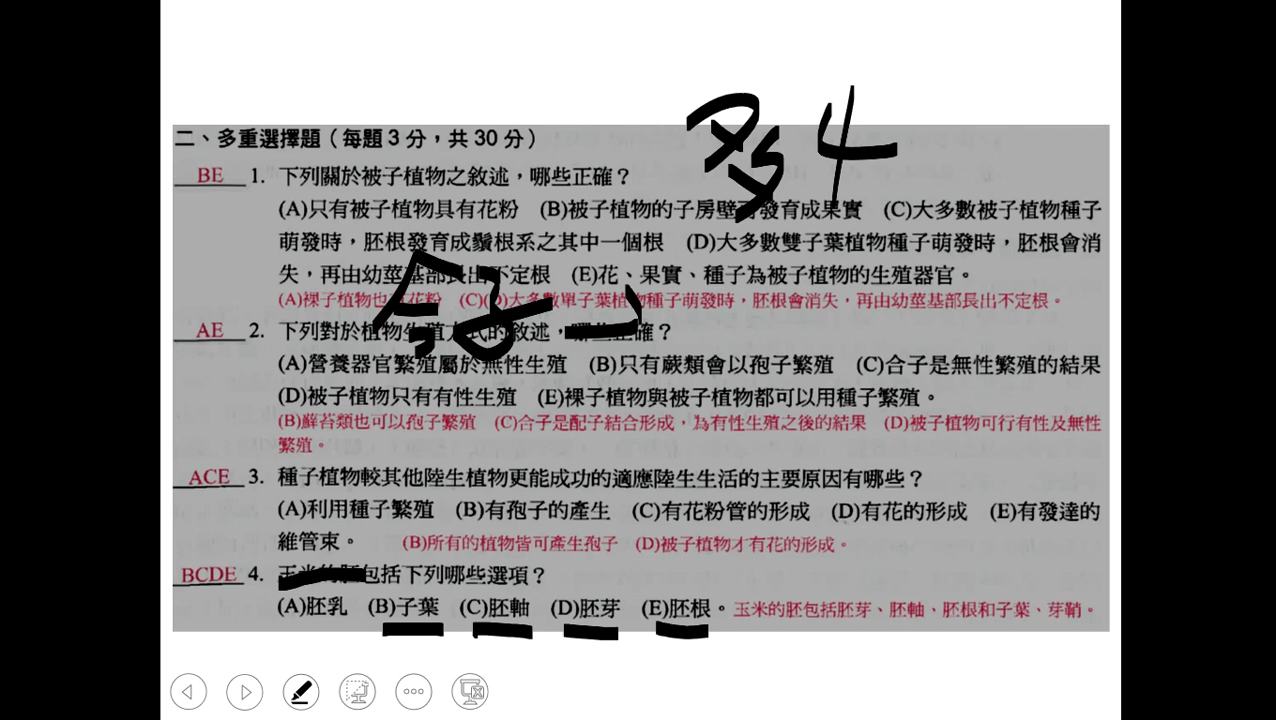 多4
二、多重選擇題（每題3分，共30分）
BE 1. 下列關於被子植物之敘述，哪些正確？
(A)只有被子植物具有花粉 (B)被子植物的子房壁可發育成果實 (C)大多數被子植物種子
萌發時，胚根發育成鬚根系之其中一個根 (D)大多數雙子葉植物種子萌發時，胚根會消
失，再由幼莖基部長出不定根 (E)花、果實、種子為被子植物的生殖器官。
(A)裸子植物也有花粉 (C)(D)大多數單子葉植物種子萌發時，胚根會消失，再由幼莖基部長出不定根。
合子
AE 2. 下列對於植物生殖方式的敘述，哪些正確？
(A)營養器官繁殖屬於無性生殖 (B)只有蕨類會以孢子繁殖 (C)合子是無性繁殖的結果
(D)被子植物只有有性生殖 (E)裸子植物與被子植物都可以用種子繁殖。
(B)蘚苔類也可以孢子繁殖 (C)合子是配子結合形成，為有性生殖之後的結果 (D)被子植物可行有性及無性
繁殖。
ACE 3. 種子植物較其他陸生植物更能成功的適應陸生生活的主要原因有哪些？
(A)利用種子繁殖 (B)有孢子的產生 (C)有花粉管的形成 (D)有花的形成 (E)有發達的
維管束。 (B)所有的植物皆可產生孢子 (D)被子植物才有花的形成。
BCDE 4. 玉米的胚包括下列哪些選項？
(A)胚乳 (B)子葉 (C)胚軸 (D)胚芽 (E)胚根。 玉米的胚包括胚芽、胚軸、胚根和子葉、芽鞘。